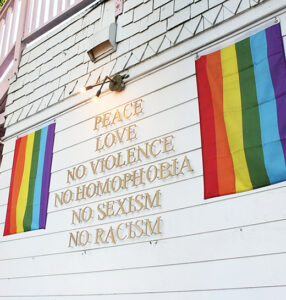 PEACE
LOVE
NO VIOLENCE
NO HOMOPHOBIA
NO SEXISM
NO RACISM